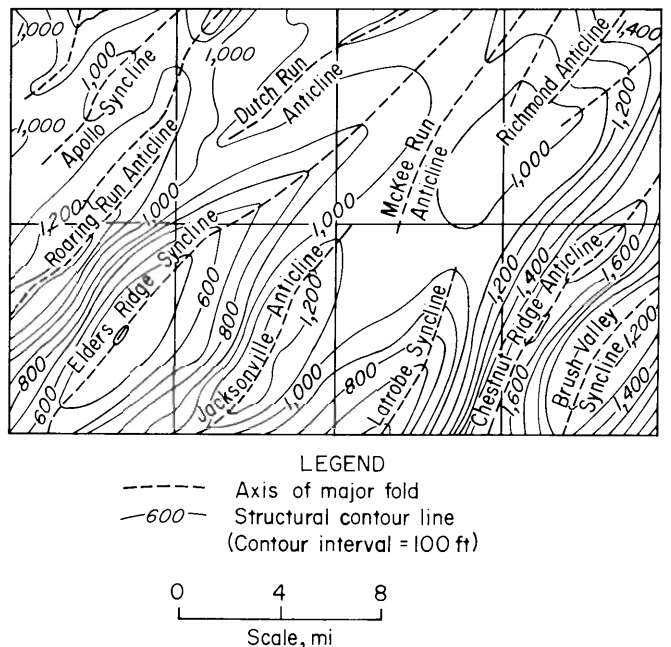 1,000
1,000
1,000
1,400
Apollo Syncline
Dutch Run
Anticline
Richmond Anticline
1,200
1,000
McKee Run
Anticline
1,000
1,200
Roaring Run Anticline
1,000
1,000
Elders Ridge Syncline
600
800
Jacksonville Anticline
1,200
1,200
1,400
Chestnut Ridge Anticline
1,600
Latrobe Syncline
Brush-Valley
Syncline
1,200
800
600
1,000
800
1,600
1,400
LEGEND
Axis of major fold
600 Structural contour line
(Contour interval = 100 ft)
0 4 8
Scale, mi